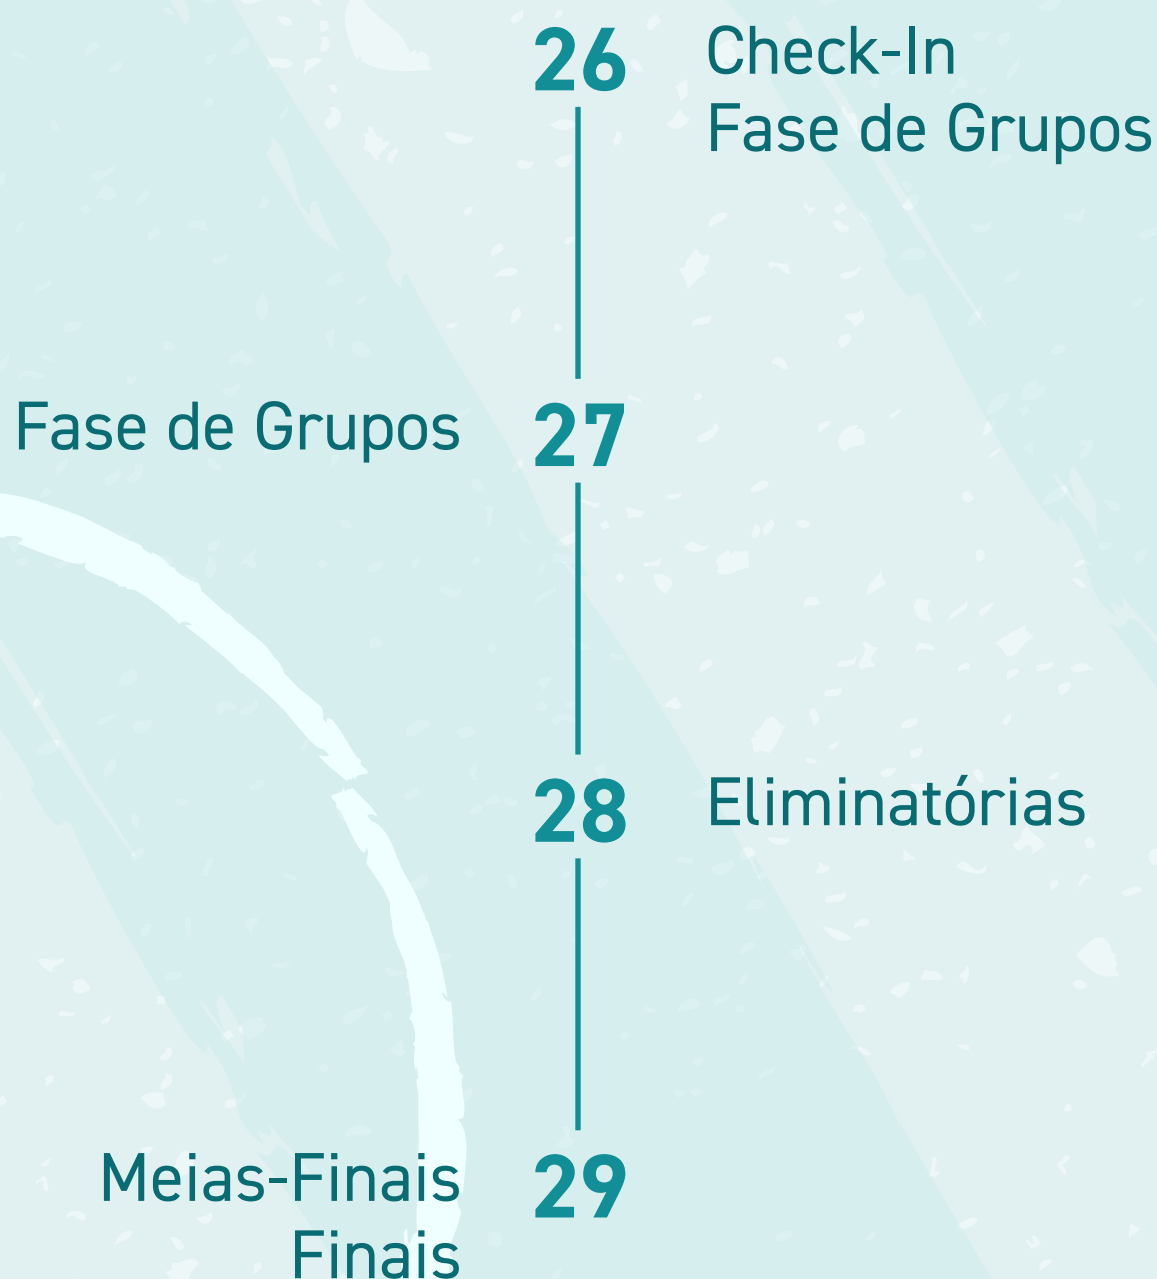 26
Check-In
Fase de Grupos
Fase de Grupos
27
28
Eliminatórias
Meias-Finais
Finais
29